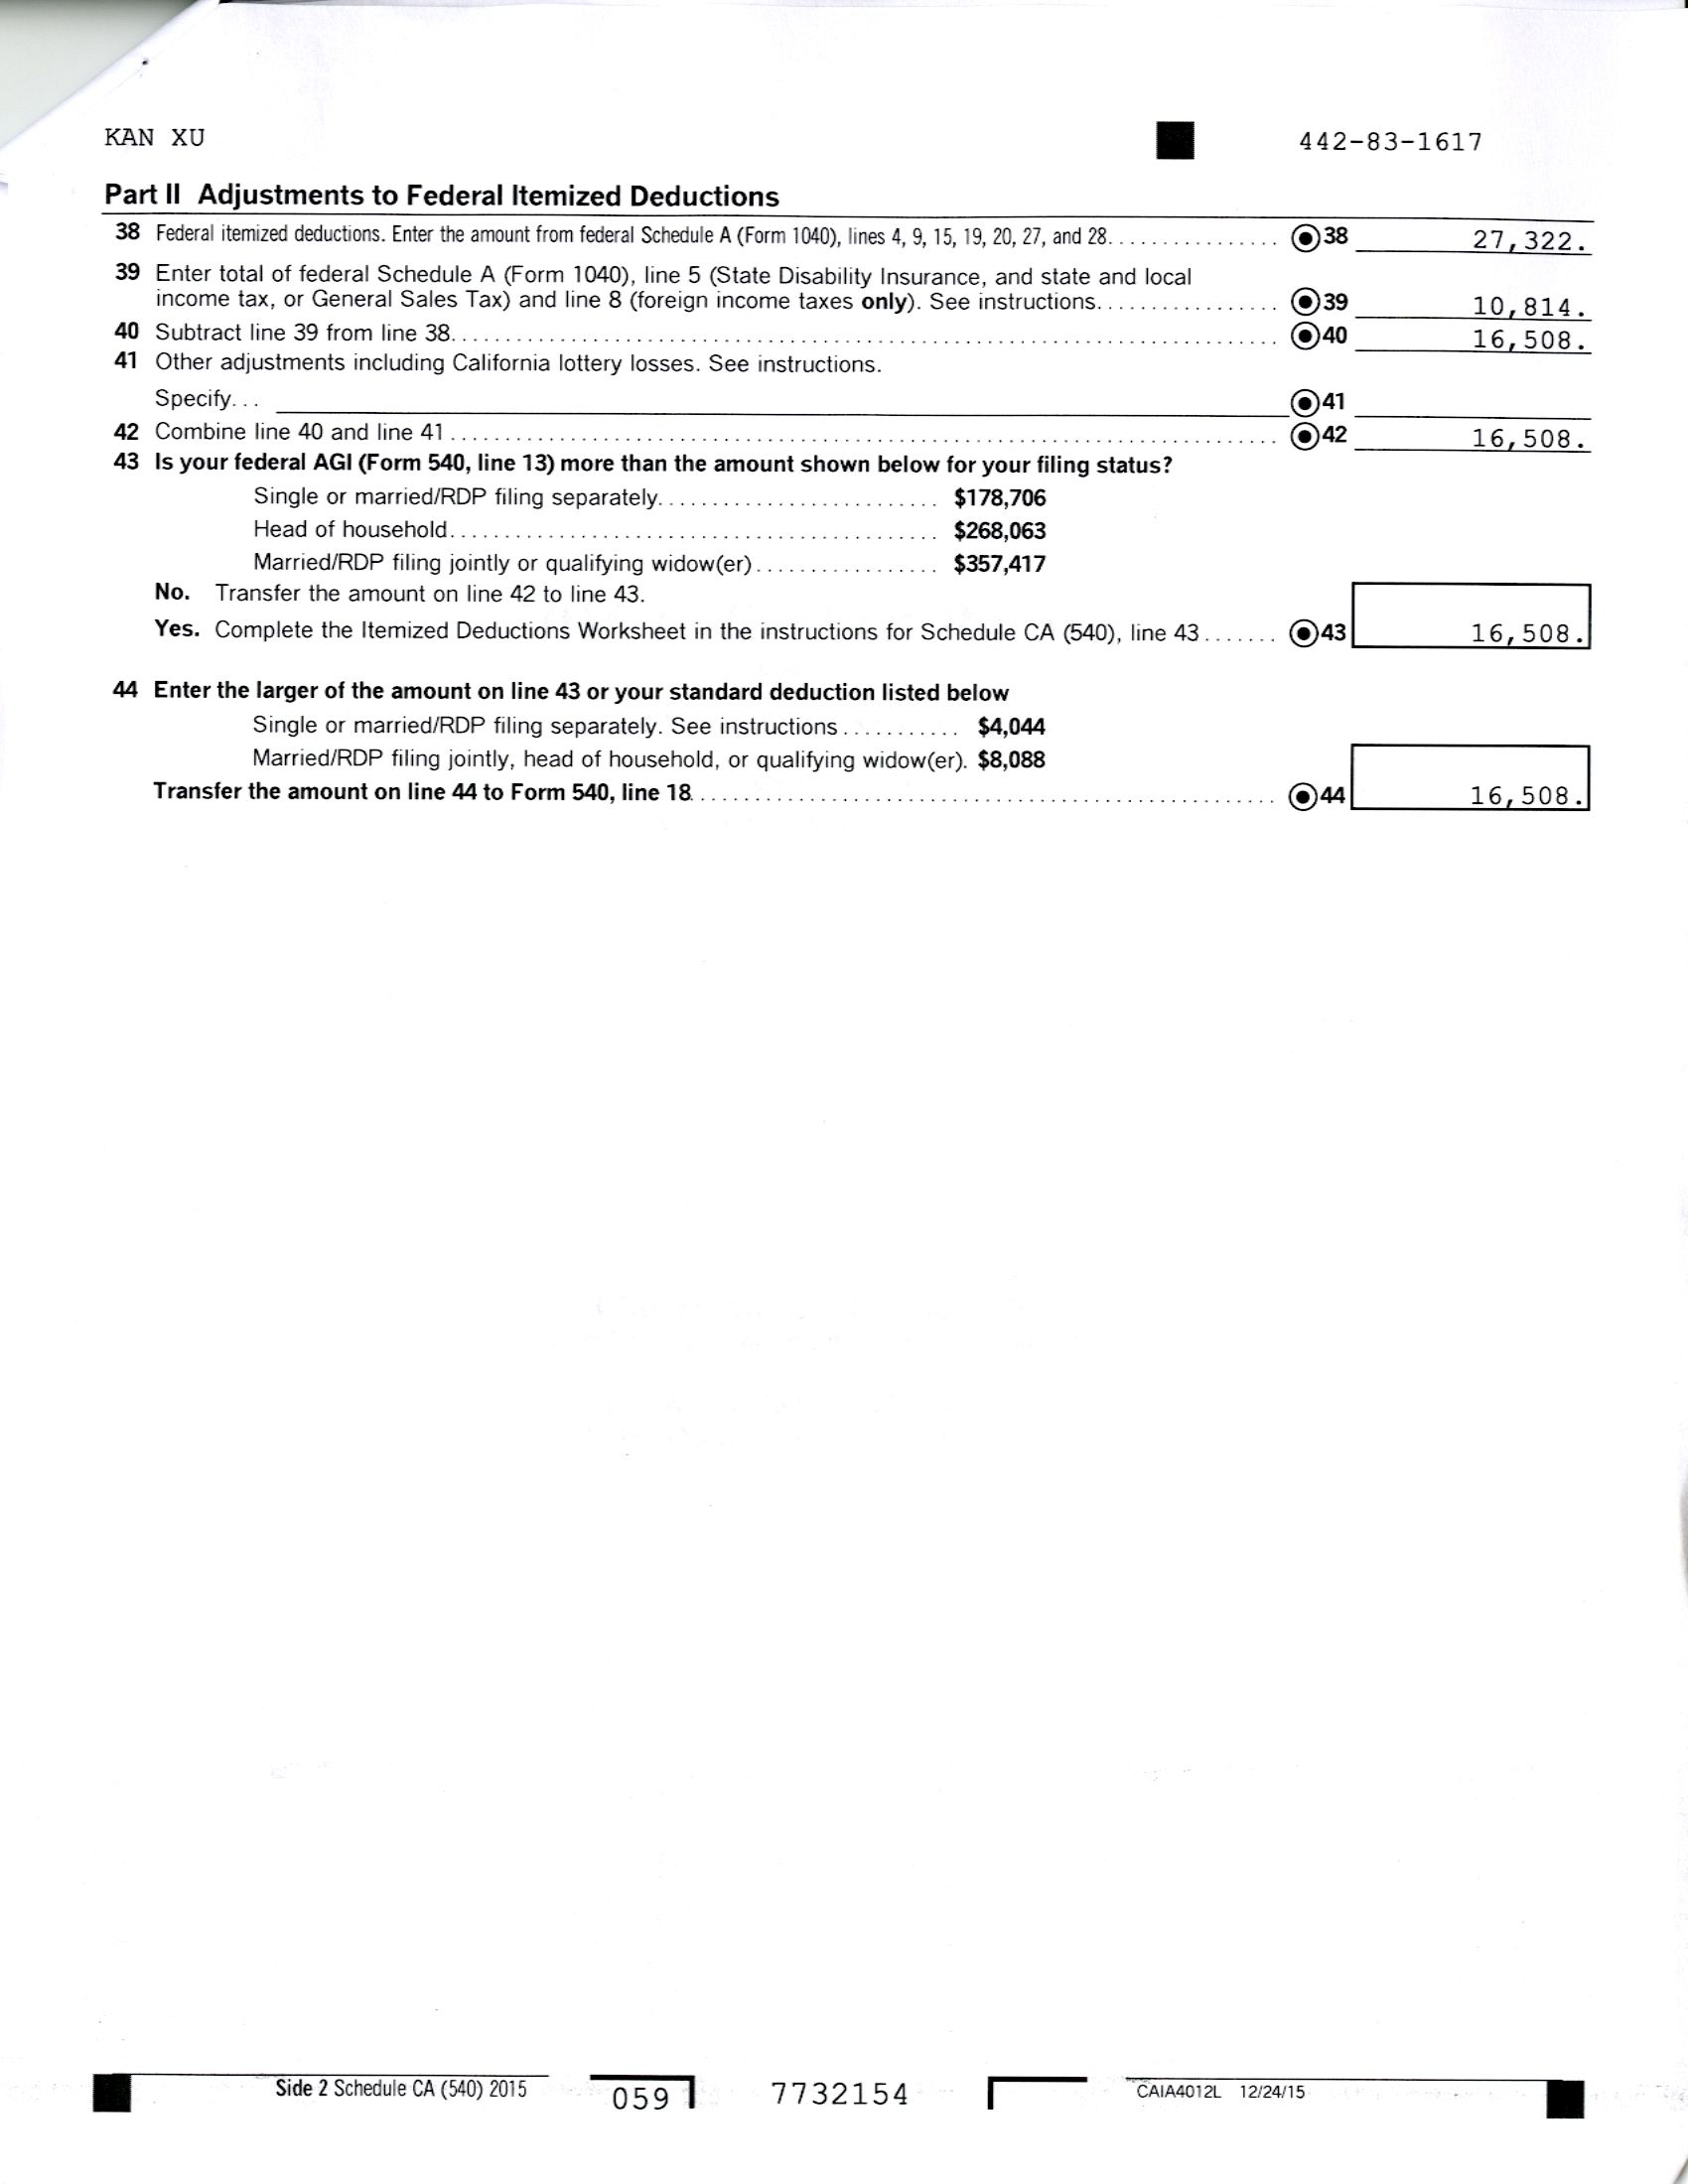 KAN XU 442-83-1617
Part II Adjustments to Federal Itemized Deductions
38 Federal itemized deductions. Enter the amount from federal Schedule A (Form 1040), lines 4, 9, 15, 19, 20, 27, and 28. 38 27,322.
39 Enter total of federal Schedule A (Form 1040), line 5 (State Disability Insurance, and state and local
income tax, or General Sales Tax) and line 8 (foreign income taxes only). See instructions. 39 10,814.
40 Subtract line 39 from line 38. 40 16,508.
41 Other adjustments including California lottery losses. See instructions.
Specify... 41
42 Combine line 40 and line 41 42 16,508.
43 Is your federal AGI (Form 540, line 13) more than the amount shown below for your filing status?
Single or married/RDP filing separately. $178,706
Head of household. $268,063
Married/RDP filing jointly or qualifying widow(er). $357,417
No. Transfer the amount on line 42 to line 43.
Yes. Complete the Itemized Deductions Worksheet in the instructions for Schedule CA (540), line 43 43 16,508.
44 Enter the larger of the amount on line 43 or your standard deduction listed below
Single or married/RDP filing separately. See instructions $4,044
Married/RDP filing jointly, head of household, or qualifying widow(er). $8,088
Transfer the amount on line 44 to Form 540, line 18. 44 16,508.
Side 2 Schedule CA (540) 2015 059 7732154 CAIA4012L 12/24/15